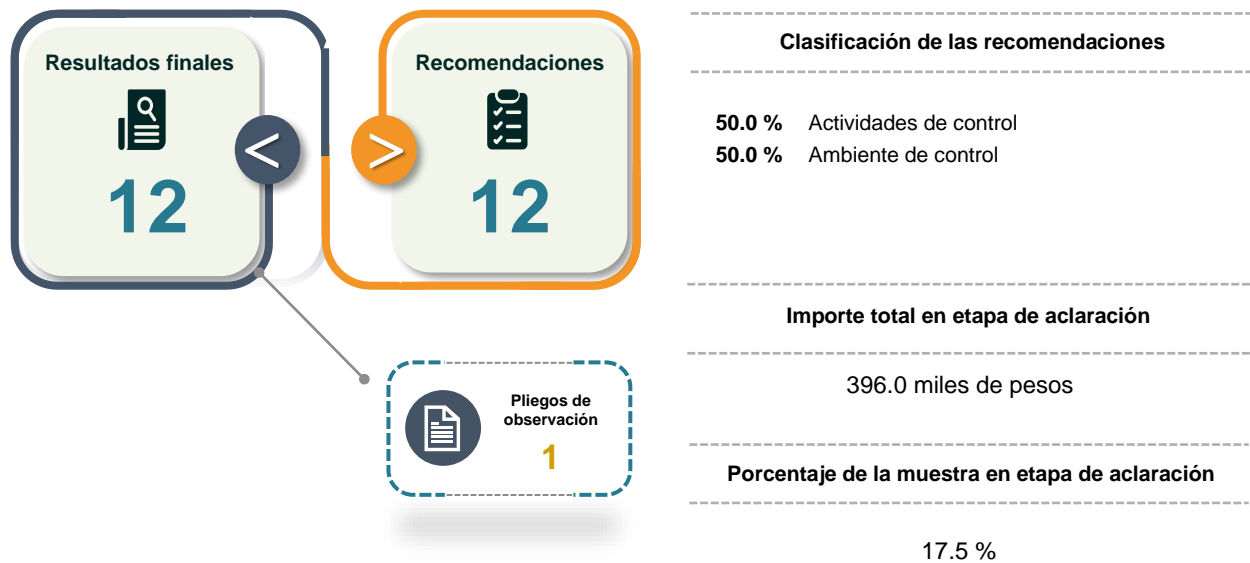 Resultados finales
12
<
>
Recomendaciones
12
Pliegos de
observación
1
Clasificación de las recomendaciones
50.0 % Actividades de control
50.0 % Ambiente de control
Importe total en etapa de aclaración
396.0 miles de pesos
Porcentaje de la muestra en etapa de aclaración
17.5 %